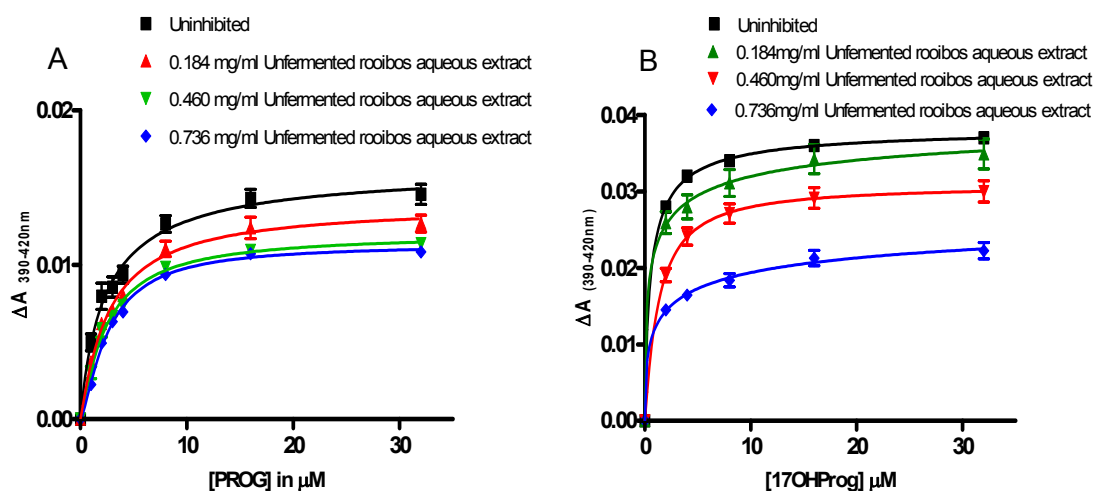 A
Uninhibited
0.184 mg/ml Unfermented rooibos aqueous extract
0.460 mg/ml Unfermented rooibos aqueous extract
0.736 mg/ml Unfermented rooibos aqueous extract
0.02
0.01
0.00
ΔA 390-420nm
0 10 20 30
[PROG] in μM
B
Uninhibited
0.184mg/ml Unfemented rooibos aqueous extract
0.460mg/ml Unfermented rooibos aqueous extract
0.736mg/ml Unfermented rooibos aqueous extract
0.04
0.03
0.02
0.01
0.00
ΔA (390-420nm)
0 10 20 30
[17OHProg] μM